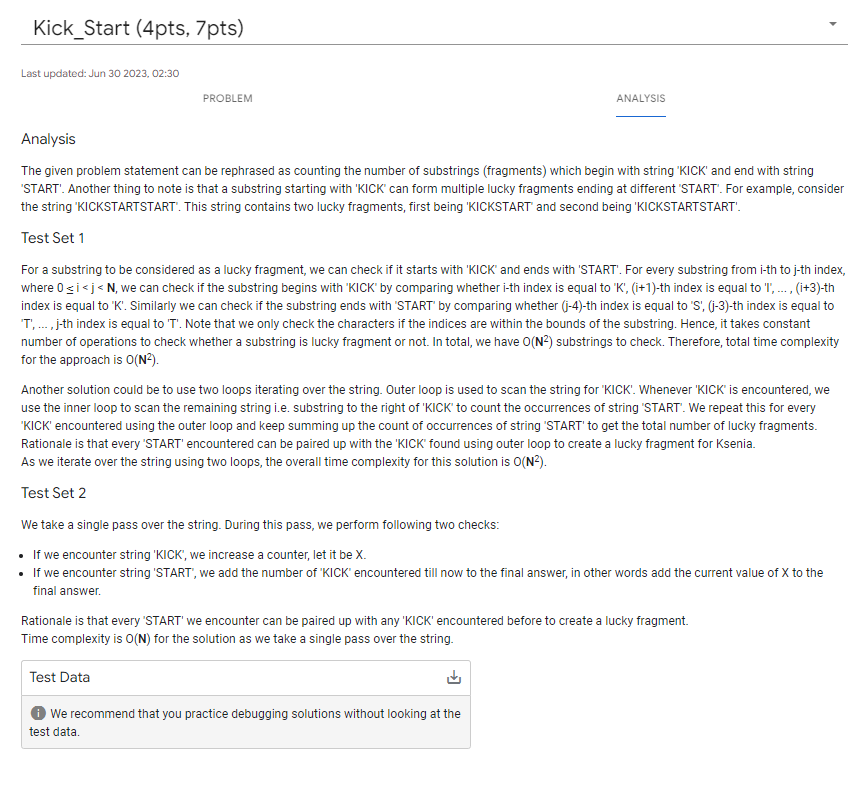 Kick_Start (4pts, 7pts)
Last updated: Jun 30 2023, 02:30
PROBLEM
ANALYSIS
Analysis
The given problem statement can be rephrased as counting the number of substrings (fragments) which begin with string 'KICK' and end with string
'START'. Another thing to note is that a substring starting with 'KICK' can form multiple lucky fragments ending at different 'START'. For example, consider
the string 'KICKSTARTSTART'. This string contains two lucky fragments, first being 'KICKSTART' and second being 'KICKSTARTSTART'.
Test Set 1
For a substring to be considered as a lucky fragment, we can check if it starts with 'KICK' and ends with 'START'. For every substring from i-th to j-th index,
where 0 ≤ i < j < N, we can check if the substring begins with 'KICK' by comparing whether i-th index is equal to 'K', (i+1)-th index is equal to 'I', ... , (i+3)-th
index is equal to 'K'. Similarly we can check if the substring ends with 'START' by comparing whether (j-4)-th index is equal to 'S', (j-3)-th index is equal to
'T', ... , j-th index is equal to 'T'. Note that we only check the characters if the indices are within the bounds of the substring. Hence, it takes constant
number of operations to check whether a substring is lucky fragment or not. In total, we have O(N²) substrings to check. Therefore, total time complexity
for the approach is O(N²).
Another solution could be to use two loops iterating over the string. Outer loop is used to scan the string for 'KICK'. Whenever 'KICK' is encountered, we
use the inner loop to scan the remaining string i.e. substring to the right of 'KICK' to count the occurrences of string 'START'. We repeat this for every
'KICK' encountered using the outer loop and keep summing up the count of occurrences of string 'START' to get the total number of lucky fragments.
Rationale is that every 'START' encountered can be paired up with the 'KICK' found using outer loop to create a lucky fragment for Ksenia.
As we iterate over the string using two loops, the overall time complexity for this solution is O(N²).
Test Set 2
We take a single pass over the string. During this pass, we perform following two checks:
• If we encounter string 'KICK', we increase a counter, let it be X.
• If we encounter string 'START', we add the number of 'KICK' encountered till now to the final answer, in other words add the current value of X to the
final answer.
Rationale is that every 'START' we encounter can be paired up with any 'KICK' encountered before to create a lucky fragment.
Time complexity is O(N) for the solution as we take a single pass over the string.
Test Data
We recommend that you practice debugging solutions without looking at the
test data.